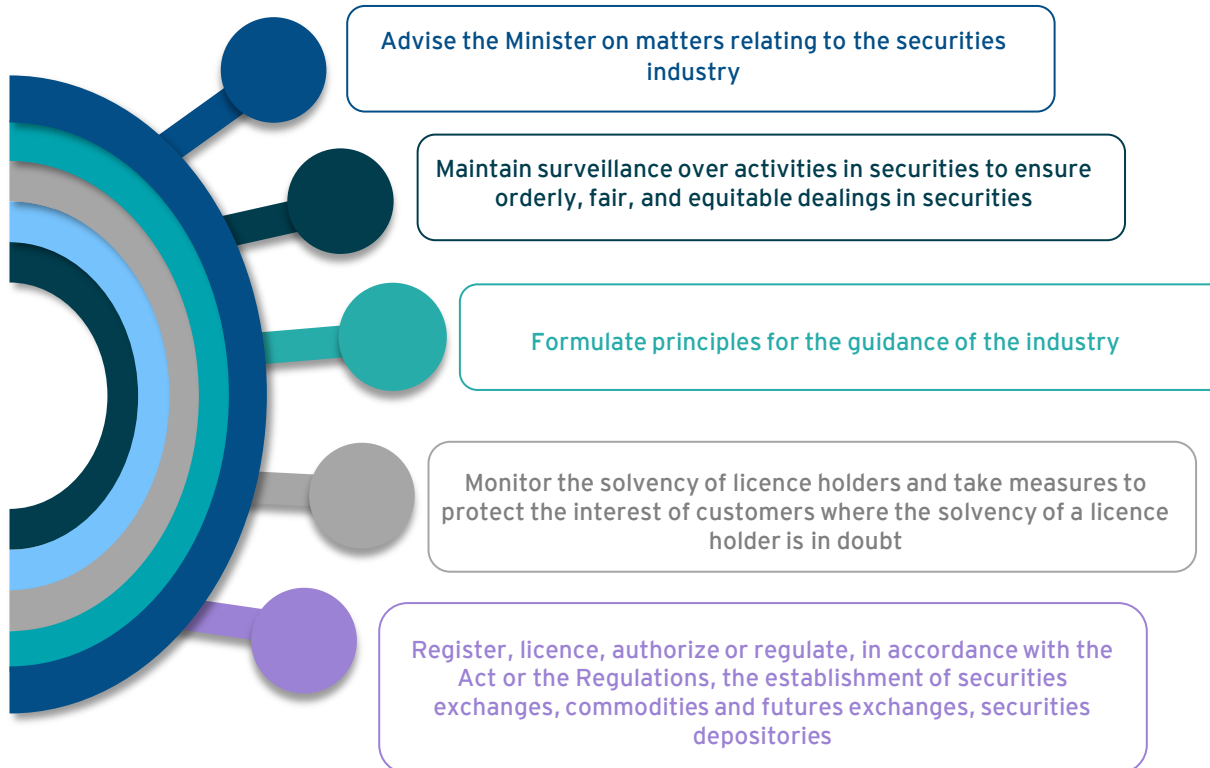 Advise the Minister on matters relating to the securities
industry
Maintain surveillance over activities in securities to ensure
orderly, fair, and equitable dealings in securities
Formulate principles for the guidance of the industry
Monitor the solvency of licence holders and take measures to
protect the interest of customers where the solvency of a licence
holder is in doubt
Register, licence, authorize or regulate, in accordance with the
Act or the Regulations, the establishment of securities
exchanges, commodities and futures exchanges, securities
depositories